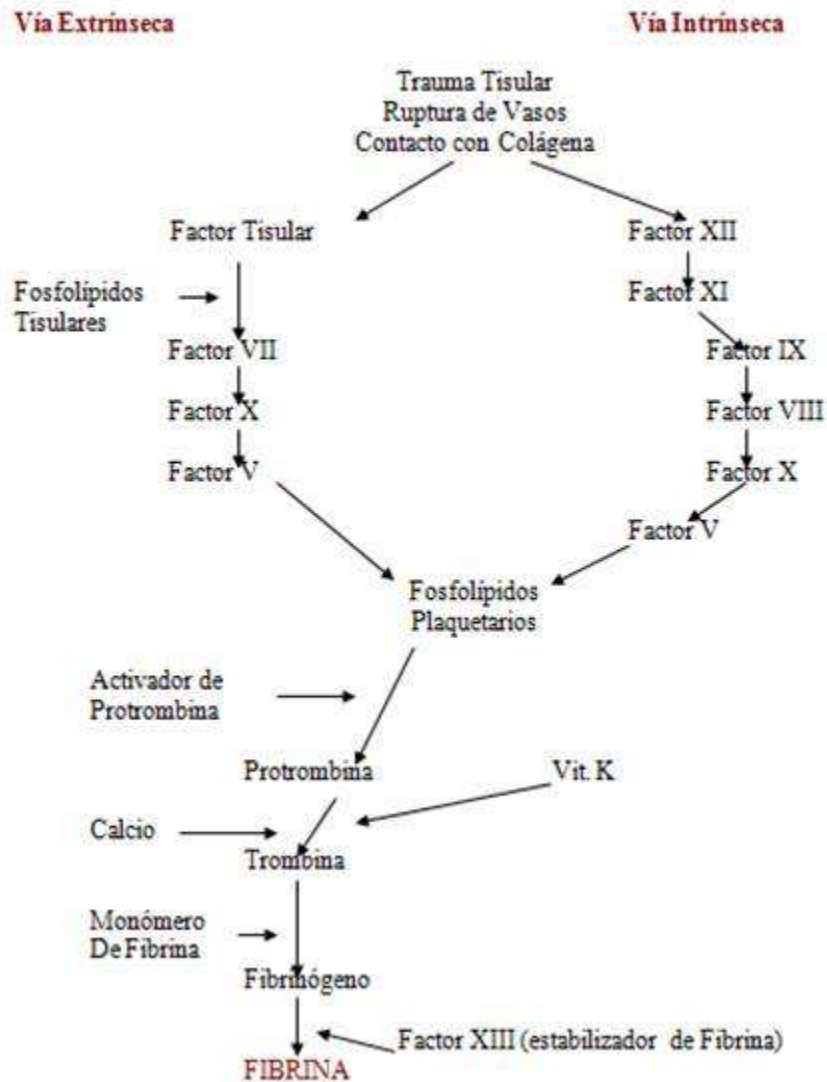 Vía Extrínseca
Vía Intrínseca
Trauma Tisular
Ruptura de Vasos
Contacto con Colágena
Factor Tisular
Factor XII
Fosfolípidos
Tisulares
Factor XI
Factor VII
Factor IX
Factor X
Factor VIII
Factor V
Factor X
Factor V
Fosfolípidos
Plaquetarios
Activador de
Protrombina
Protrombina
Vit. K
Calcio
Trombina
Monómero
De Fibrina
Fibrinógeno
Factor XIII (estabilizador de Fibrina)
FIBRINA